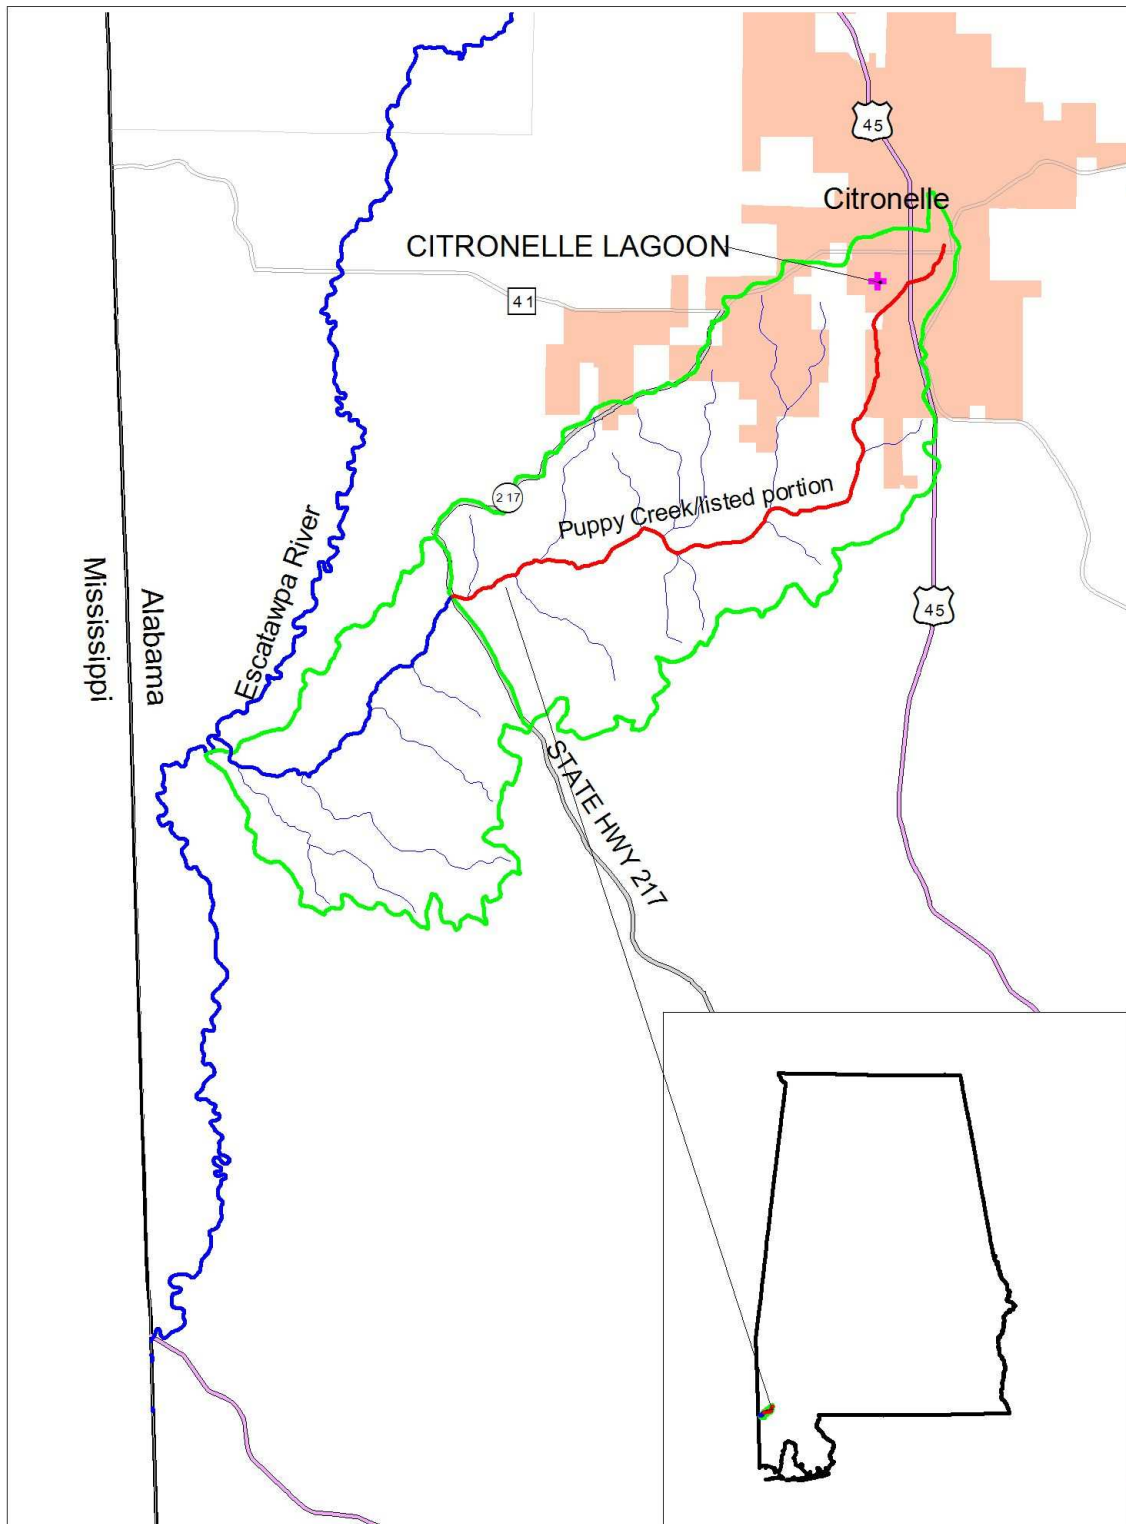 45
Citronelle
CITRONELLE LAGOON
41
217
Puppy Creek/listed portion
Escatawpa River
Mississippi
Alabama
45
STATE HWY 217